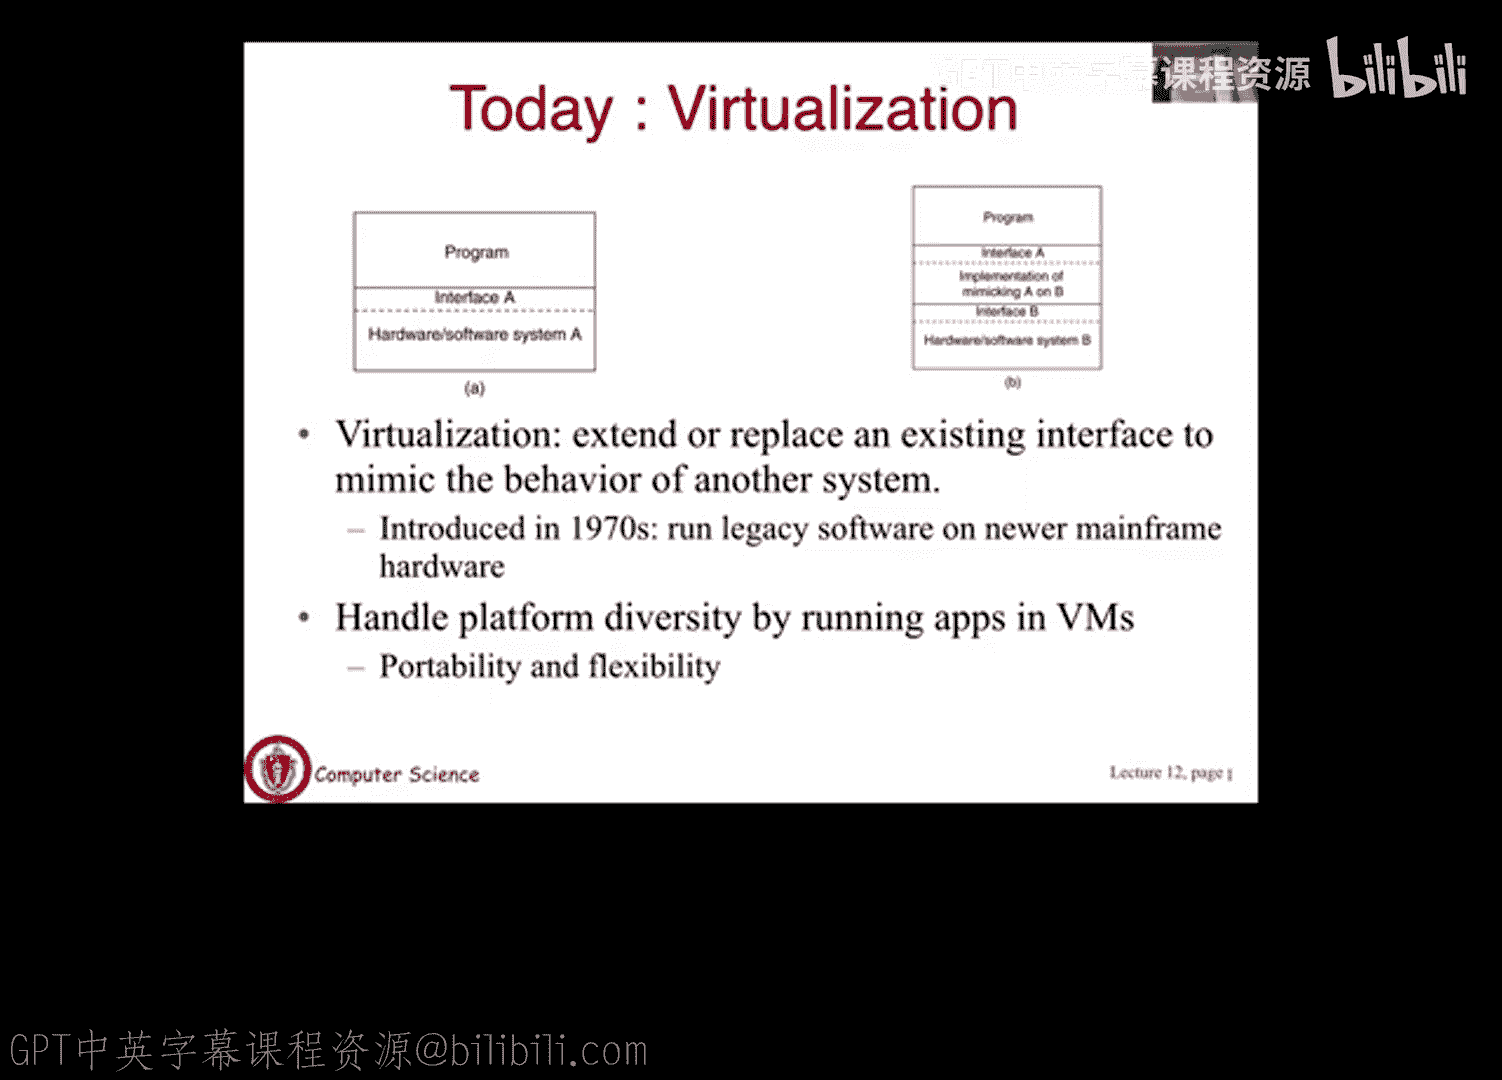 课程资源 bilibili
Today : Virtualization
Program
Interface A
Hardware/software system A
(a)
Program
Interface A
Implementation of
mimicking A on B
Interface B
Hardware/software system B
(b)
• Virtualization: extend or replace an existing interface to
mimic the behavior of another system.
– Introduced in 1970s: run legacy software on newer mainframe
hardware
• Handle platform diversity by running apps in VMs
– Portability and flexibility
Computer Science
Lecture 12, page 1
GPT中英字幕课程资源@bilibili.com